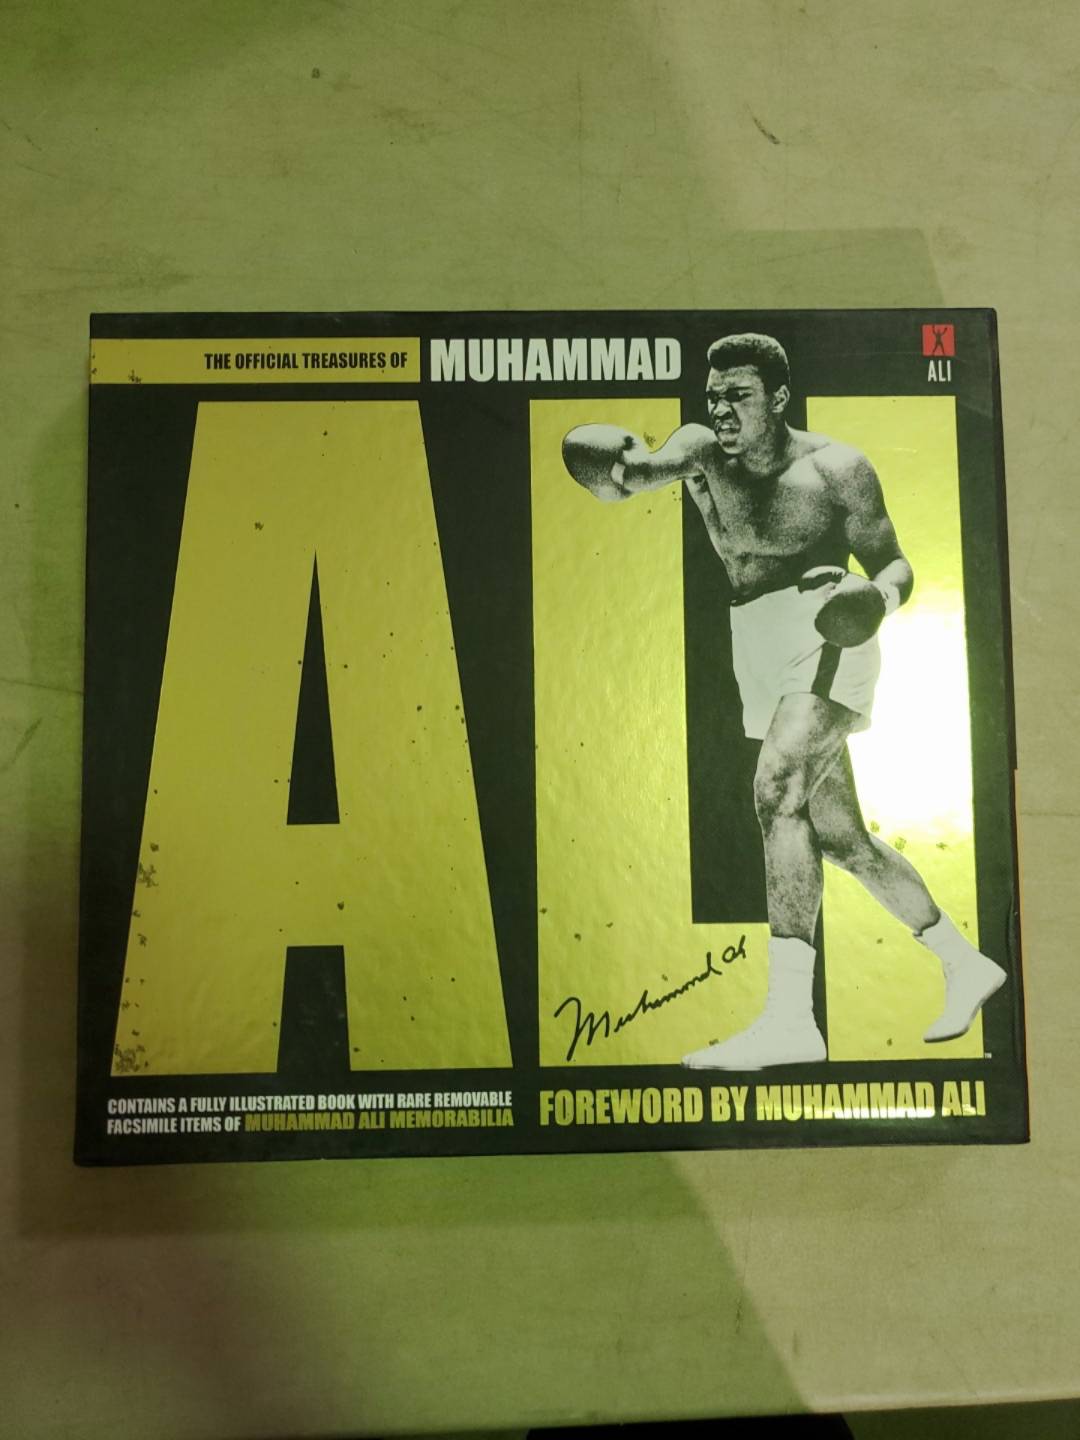 THE OFFICIAL TREASURES OF MUHAMMAD
ALI
ALI
Muhammad Ali
CONTAINS A FULLY ILLUSTRATED BOOK WITH RARE REMOVABLE
FACSIMILE ITEMS OF MUHAMMAD ALI MEMORABILIA
FOREWORD BY MUHAMMAD ALI